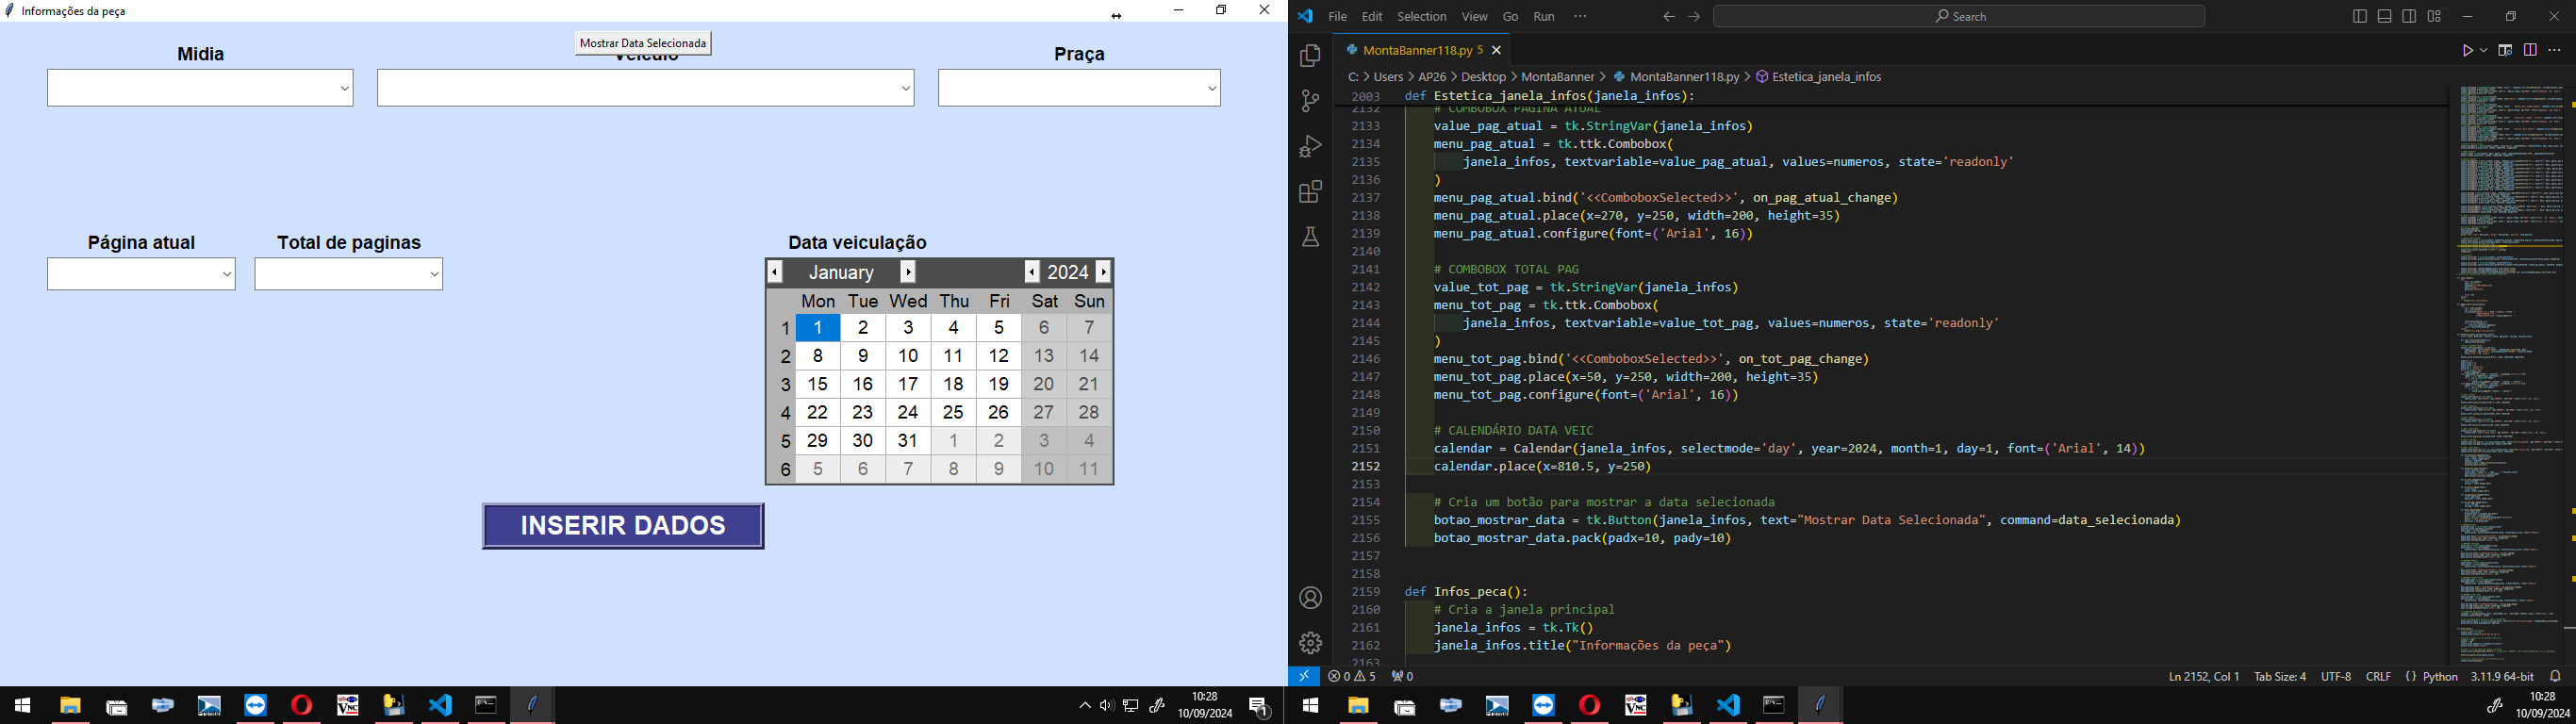 Informações da peça
Mostrar Data Selecionada
Midia
Veículo
Praça
Página atual
Total de paginas
Data veiculação
January 2024
Mon Tue Wed Thu Fri Sat Sun
1 1 2 3 4 5 6 7
2 8 9 10 11 12 13 14
3 15 16 17 18 19 20 21
4 22 23 24 25 26 27 28
5 29 30 31 1 2 3 4
6 5 6 7 8 9 10 11
INSERIR DADOS
10:28
10/09/2024
1
File Edit Selection View Go Run ··· Search
MontaBanner118.py 5
C: > Users > AP26 > Desktop > MontaBanner > MontaBanner118.py > Estetica_janela_infos
2003 def Estetica_janela_infos(janela_infos):
2132 # COMBOBOX PAGINA ATUAL
2133 value_pag_atual = tk.StringVar(janela_infos)
2134 menu_pag_atual = tk.ttk.Combobox(
2135 janela_infos, textvariable=value_pag_atual, values=numeros, state='readonly'
2136 )
2137 menu_pag_atual.bind('<<ComboboxSelected>>', on_pag_atual_change)
2138 menu_pag_atual.place(x=270, y=250, width=200, height=35)
2139 menu_pag_atual.configure(font=('Arial', 16))
2140
2141 # COMBOBOX TOTAL PAG
2142 value_tot_pag = tk.StringVar(janela_infos)
2143 menu_tot_pag = tk.ttk.Combobox(
2144 janela_infos, textvariable=value_tot_pag, values=numeros, state='readonly'
2145 )
2146 menu_tot_pag.bind('<<ComboboxSelected>>', on_tot_pag_change)
2147 menu_tot_pag.place(x=50, y=250, width=200, height=35)
2148 menu_tot_pag.configure(font=('Arial', 16))
2149
2150 # CALENDÁRIO DATA VEIC
2151 calendar = Calendar(janela_infos, selectmode='day', year=2024, month=1, day=1, font=('Arial', 14))
2152 calendar.place(x=810.5, y=250)
2153
2154 # Cria um botão para mostrar a data selecionada
2155 botao_mostrar_data = tk.Button(janela_infos, text="Mostrar Data Selecionada", command=data_selecionada)
2156 botao_mostrar_data.pack(padx=10, pady=10)
2157
2158
2159 def Infos_peca():
2160 # Cria a janela principal
2161 janela_infos = tk.Tk()
2162 janela_infos.title("Informações da peça")
2163
0 5 0 Ln 2152, Col 1 Tab Size: 4 UTF-8 CRLF {} Python 3.11.9 64-bit
10:28
10/09/2024